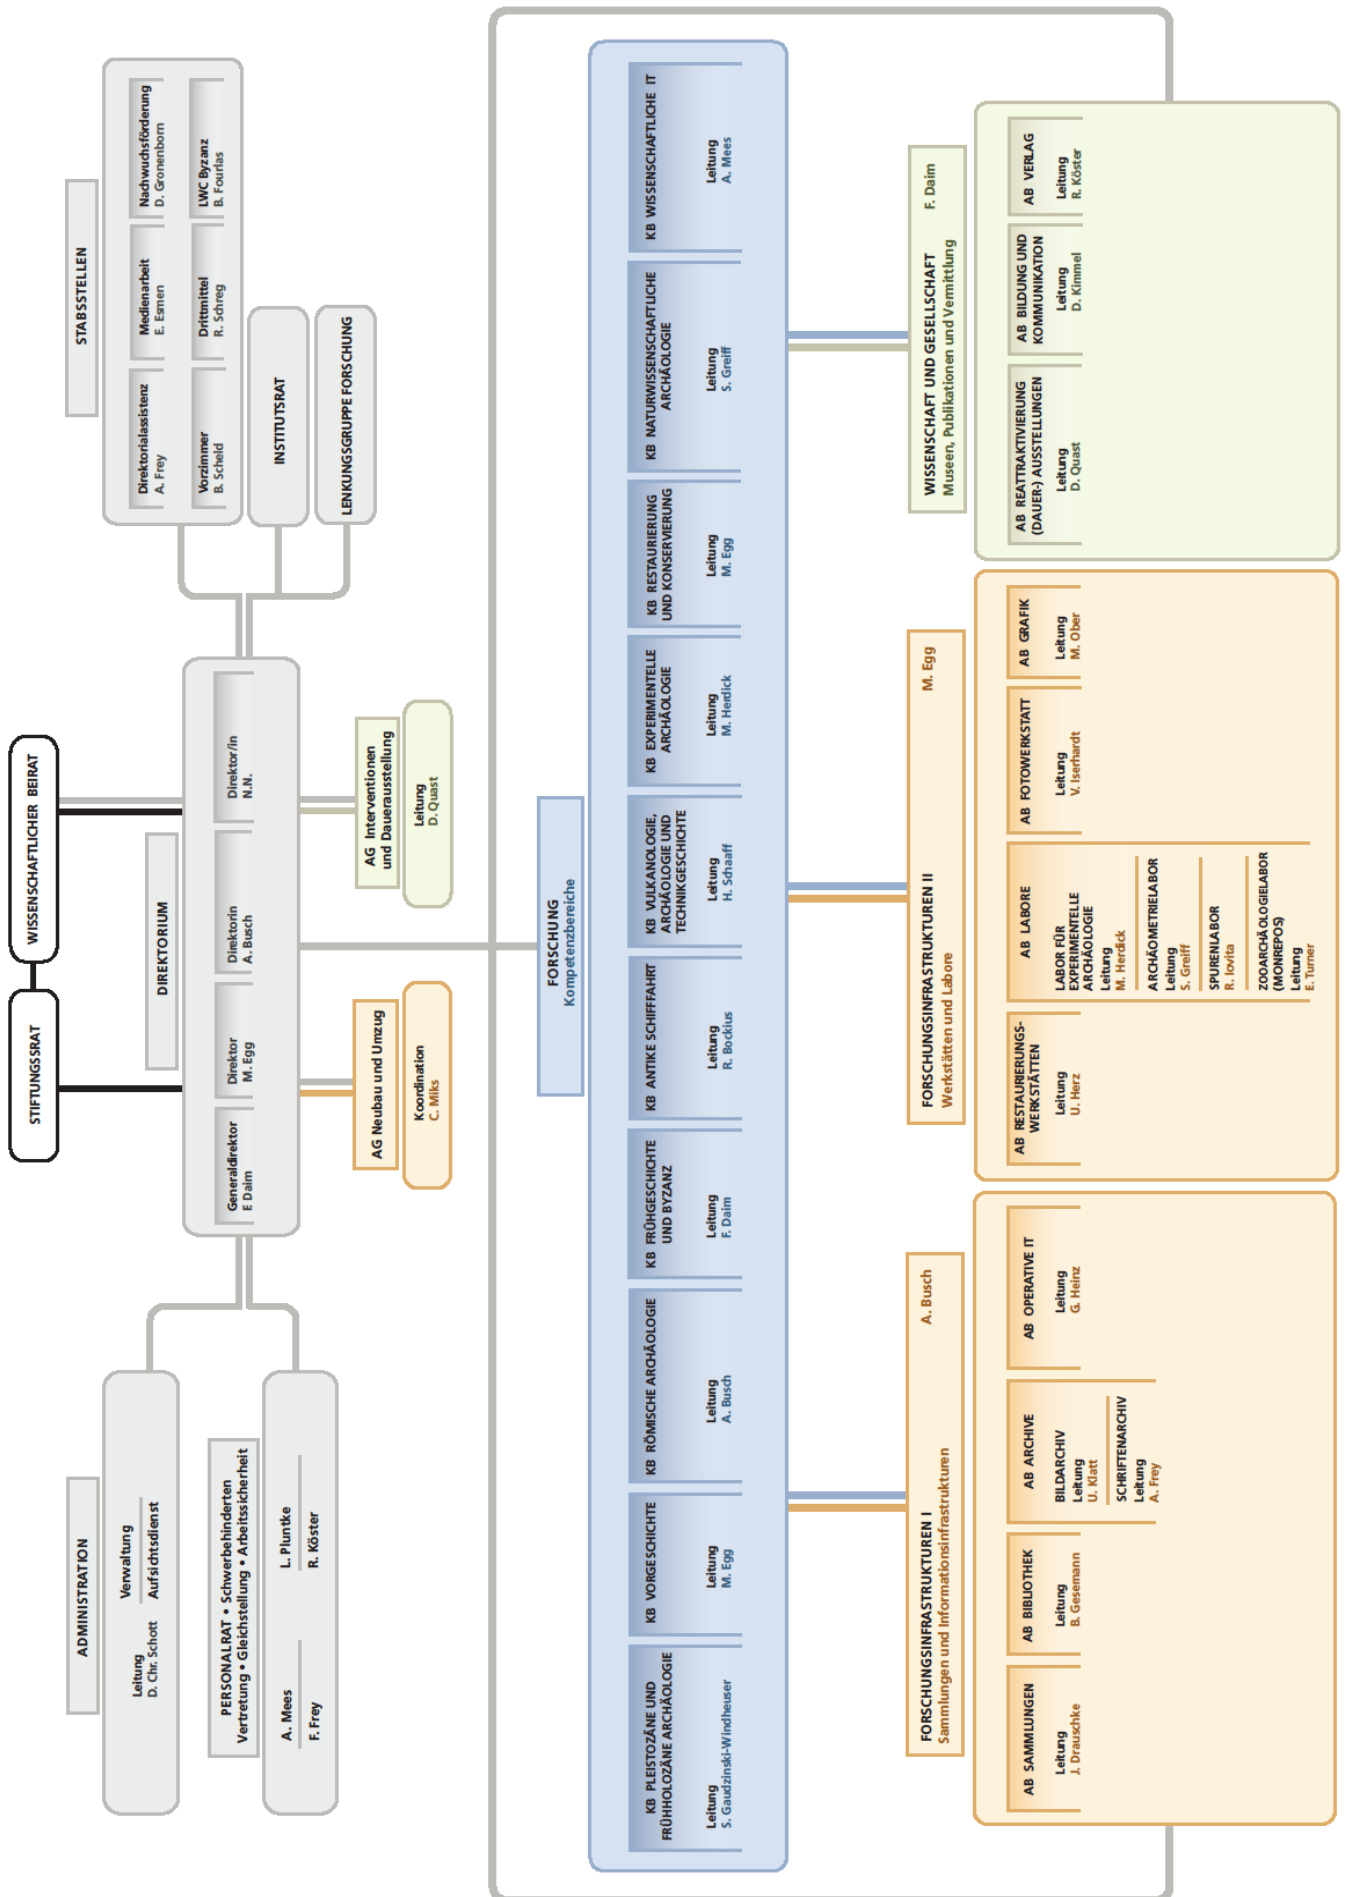 STIFTUNGSSRAT
WISSENSCHAFTLICHER BEIRAT
ADMINISTRATION
Leitung
D. Chr. Schott
Verwaltung
Aufsichtsdienst
PERSONALRAT • Schwerbehinderten
Vertretung • Gleichstellung • Arbeitssicherheit
A. Mees
F. Frey
L. Pluntke
R. Köster
DIREKTORIUM
Generaldirektor
F. Daim
Direktor
M. Egg
Direktorin
A. Busch
Direktor/in
N.N.
STABSSTELLEN
Direktorialassistenz
A. Frey
Medienarbeit
E. Esmen
Nachwuchsförderung
D. Gronenborn
Vorzimmer
B. Scheld
Drittmittel
R. Schreg
LWC Byzanz
B. Fourlas
INSTITUTSRAT
LENKUNGSGRUPPE FORSCHUNG
AG Neubau und Umzug
Koordination
C. Miks
AG Interventionen
und Dauerausstellung
Leitung
D. Quast
FORSCHUNG
Kompetenzbereiche
KB PLEISTOZÄNE UND
FRÜHHOLOZÄNE ARCHÄOLOGIE
Leitung
S. Gaudzinski-Windheuser
KB VORGESCHICHTE
Leitung
M. Egg
KB RÖMISCHE ARCHÄOLOGIE
Leitung
A. Busch
KB FRÜHGESCHICHTE
UND BYZANZ
Leitung
F. Daim
KB ANTIKE SCHIFFFAHRT
Leitung
R. Bockius
KB VULKANOLOGIE,
ARCHÄOLOGIE UND
TECHNIKGESCHICHTE
Leitung
H. Schaaff
KB EXPERIMENTELLE
ARCHÄOLOGIE
Leitung
M. Herdick
KB RESTAURIERUNG
UND KONSERVIERUNG
Leitung
M. Egg
KB NATURWISSENSCHAFTLICHE
ARCHÄOLOGIE
Leitung
S. Greiff
KB WISSENSCHAFTLICHE IT
Leitung
A. Mees
FORSCHUNGSINFRASTRUKTUREN I
A. Busch
Sammlungen und Informationsinfrastrukturen
AB SAMMLUNGEN
Leitung
J. Drauschke
AB BIBLIOTHEK
Leitung
B. Gesemann
AB ARCHIVE
BILDARCHIV
Leitung
U. Klatt
SCHRIFTENARCHIV
Leitung
A. Frey
AB OPERATIVE IT
Leitung
G. Heinz
FORSCHUNGSINFRASTRUKTUREN II
M. Egg
Werkstätten und Labore
AB RESTAURIERUNGS-
WERKSTÄTTEN
Leitung
U. Herz
AB LABORE
LABOR FÜR
EXPERIMENTELLE
ARCHÄOLOGIE
Leitung
M. Herdick
ARCHÄOMETRIELABOR
Leitung
S. Greiff
SPURENLABOR
R. Iovita
ZOOARCHÄOLOGIELABOR
(MONREPOS)
Leitung
E. Turner
AB FOTOWERKSTATT
Leitung
V. Iserhardt
AB GRAFIK
Leitung
M. Ober
WISSENSCHAFT UND GESELLSCHAFT
F. Daim
Museen, Publikationen und Vermittlung
AB REATTRAKTIVIERUNG
(DAUER-) AUSSTELLUNGEN
Leitung
D. Quast
AB BILDUNG UND
KOMMUNIKATION
Leitung
D. Kimmel
AB VERLAG
Leitung
R. Köster